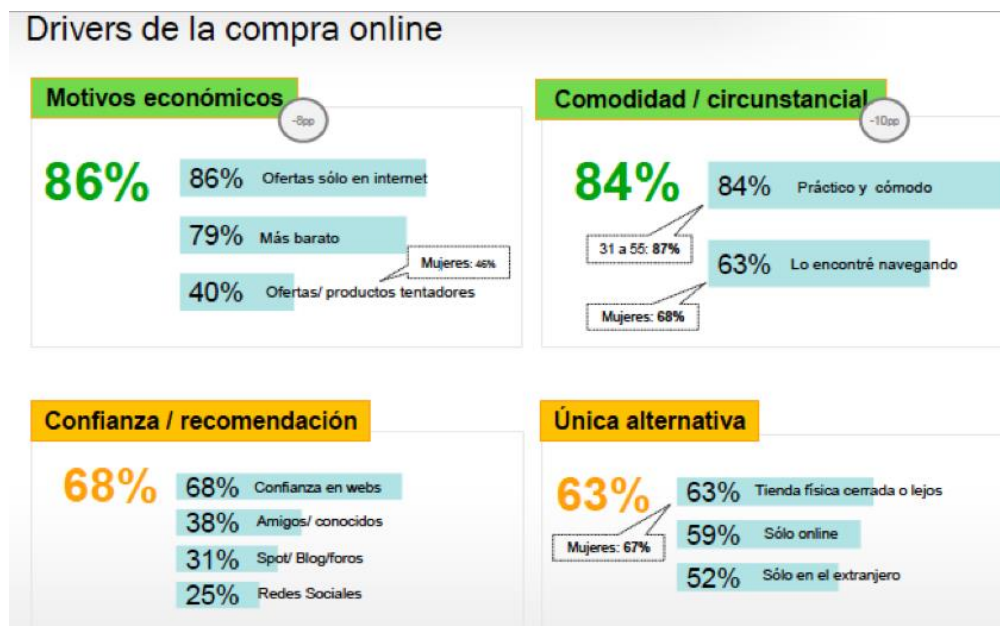 Drivers de la compra online
Motivos económicos
-8pp
86%
86% Ofertas sólo en internet
79% Más barato
Mujeres: 46%
40% Ofertas/ productos tentadores
Comodidad / circunstancial
-10pp
84%
84% Práctico y cómodo
31 a 55: 87%
63% Lo encontré navegando
Mujeres: 68%
Confianza / recomendación
68%
68% Confianza en webs
38% Amigos/ conocidos
31% Spot/ Blog/foros
25% Redes Sociales
Única alternativa
63%
63% Tienda física cerrada o lejos
Mujeres: 67%
59% Sólo online
52% Sólo en el extranjero